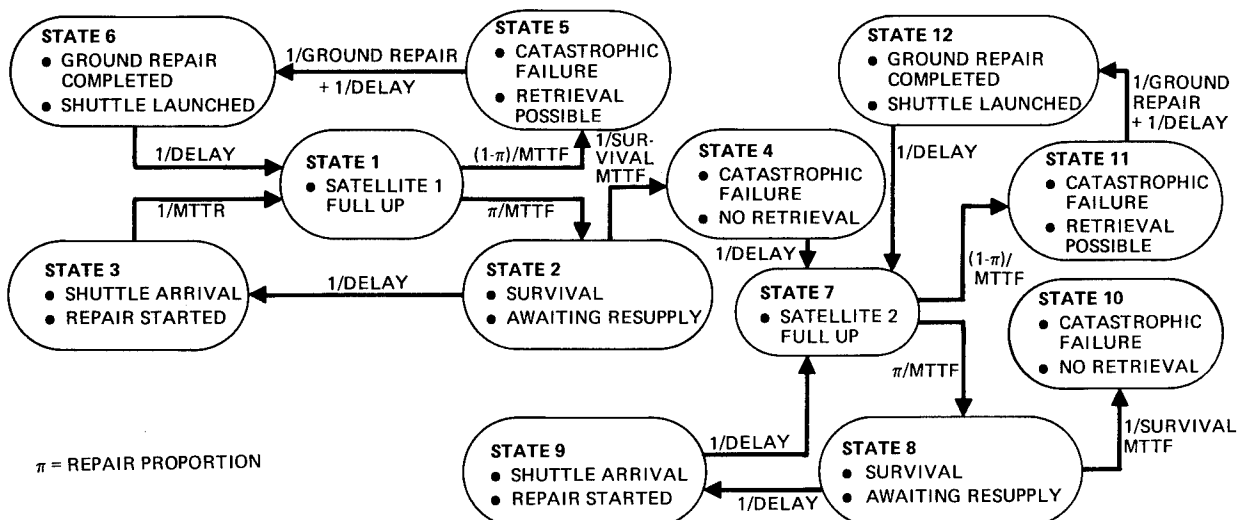 STATE 6
• GROUND REPAIR
COMPLETED
• SHUTTLE LAUNCHED
1/GROUND REPAIR
+ 1/DELAY
STATE 5
• CATASTROPHIC
FAILURE
• RETRIEVAL
POSSIBLE
1/DELAY
STATE 1
• SATELLITE 1
FULL UP
(1-π)/MTTF
π/MTTF
1/SUR-
VIVAL
MTTF
1/MTTR
STATE 3
• SHUTTLE ARRIVAL
• REPAIR STARTED
1/DELAY
STATE 2
• SURVIVAL
• AWAITING RESUPPLY
STATE 4
• CATASTROPHIC
FAILURE
• NO RETRIEVAL
1/DELAY
STATE 12
• GROUND REPAIR
COMPLETED
• SHUTTLE LAUNCHED
1/GROUND
REPAIR
+ 1/DELAY
1/DELAY
STATE 11
• CATASTROPHIC
FAILURE
• RETRIEVAL
POSSIBLE
(1-π)/
MTTF
STATE 7
• SATELLITE 2
FULL UP
π/MTTF
STATE 10
• CATASTROPHIC
FAILURE
• NO RETRIEVAL
1/SURVIVAL
MTTF
1/DELAY
STATE 9
• SHUTTLE ARRIVAL
• REPAIR STARTED
1/DELAY
STATE 8
• SURVIVAL
• AWAITING RESUPPLY
π = REPAIR PROPORTION